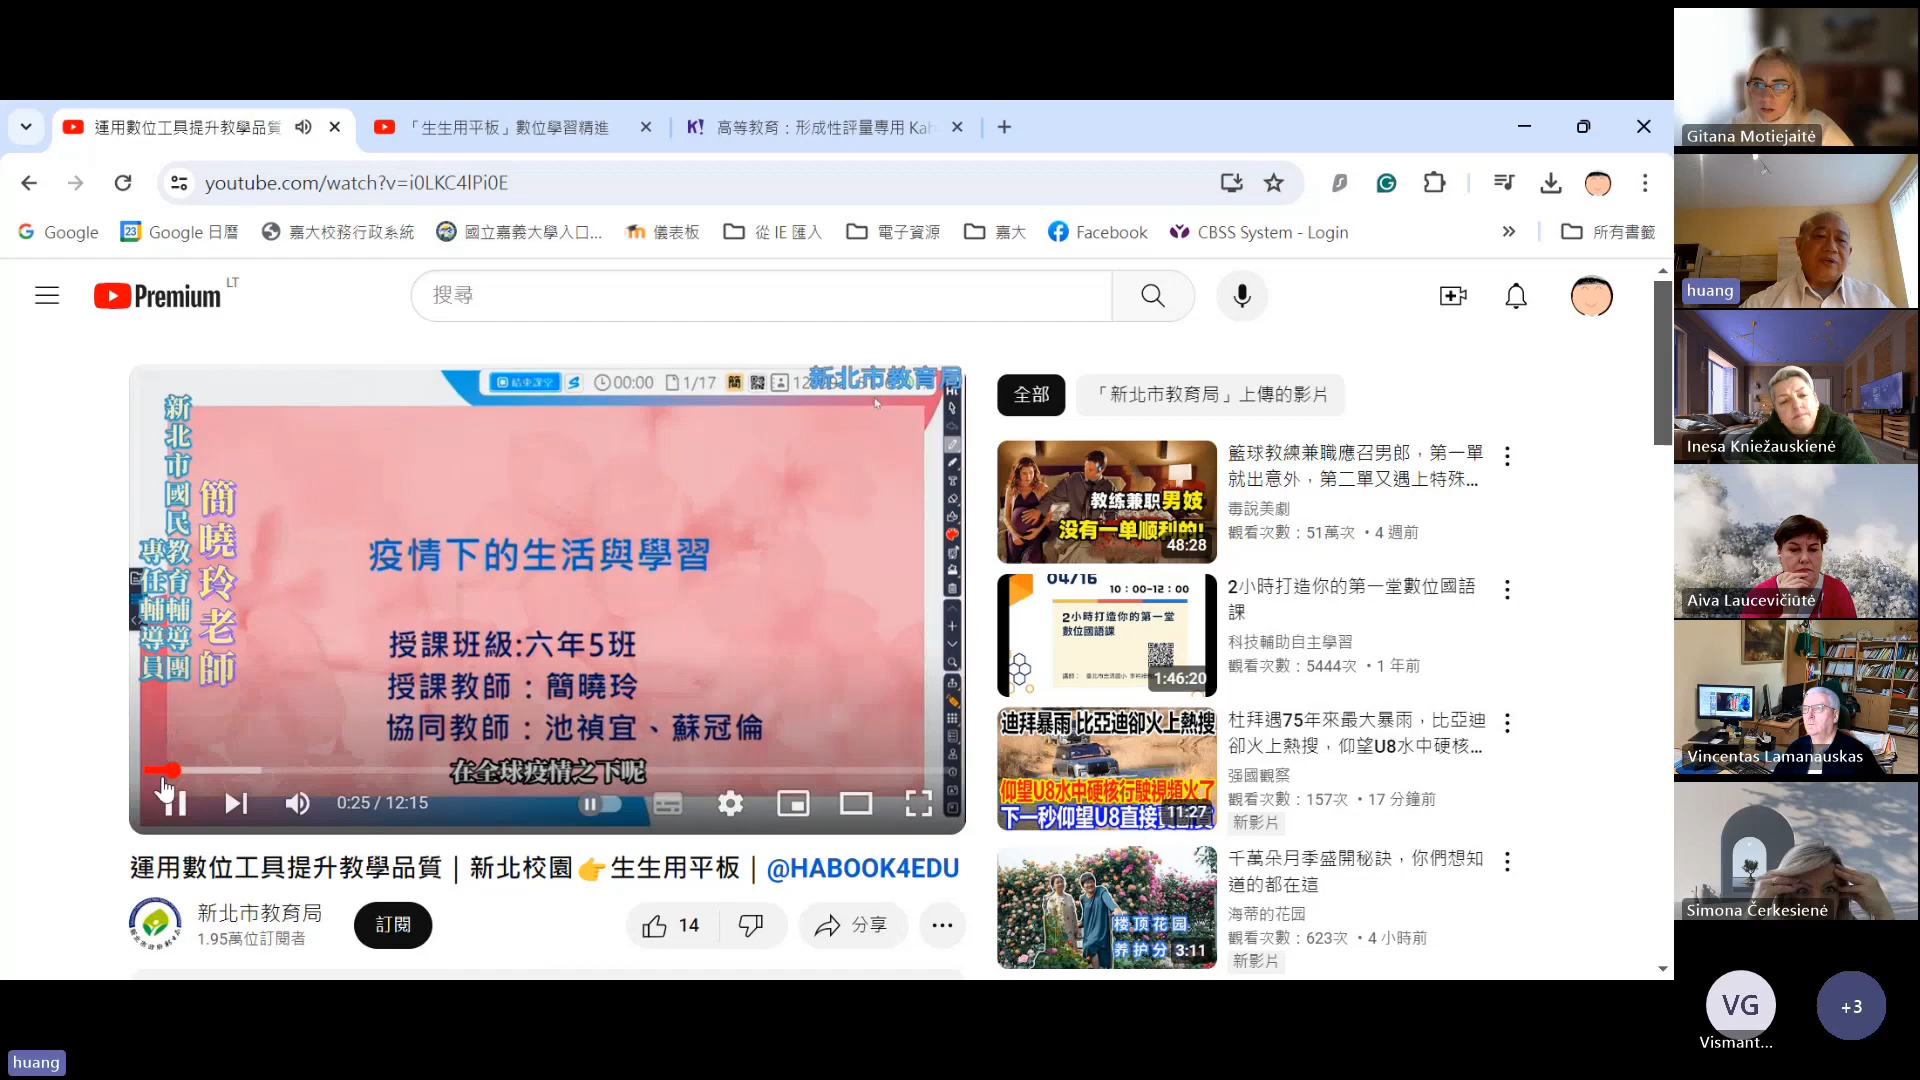 運用數位工具提升教學品質
「生生用平板」數位學習精進
高等教育：形成性評量專用 Kah
youtube.com/watch?v=i0LKC4lPi0E
Google
23
Google 日曆
嘉大校務行政系統
國立嘉義大學入口...
儀表板
從 IE 匯入
電子資源
嘉大
Facebook
CBSS System - Login
所有書籤
Premium
LT
搜尋
結束課堂
00:00
1/17
簡
新北市教育局
新北市國民教育輔導團
專任輔導員
簡曉玲老師
疫情下的生活與學習
授課班級:六年5班
授課教師：簡曉玲
協同教師：池禎宜、蘇冠倫
在全球疫情之下呢
0:25 / 12:15
運用數位工具提升教學品質｜新北校園👉生生用平板｜@HABOOK4EDU
新北市教育局
1.95萬位訂閱者
訂閱
14
分享
全部
「新北市教育局」上傳的影片
教练兼职男妓
没有一单顺利的!
48:28
籃球教練兼職應召男郎，第一單
就出意外，第二單又遇上特殊...
毒說美劇
觀看次數：51萬次 • 4 週前
04/16
10：00-12：00
2小時打造你的第一堂
數位國語課
1:46:20
2小時打造你的第一堂數位國語
課
科技輔助自主學習
觀看次數：5444次 • 1 年前
迪拜暴雨 比亞迪卻火上熱搜
仰望U8水中硬核行駛視頻火了
下一秒仰望U8直接
11:27
杜拜遇75年來最大暴雨，比亞迪
卻火上熱搜，仰望U8水中硬核...
强國觀察
觀看次數：157次 • 17 分鐘前
新影片
楼顶花园
养护分
3:11
千萬朵月季盛開秘訣，你們想知
道的都在這
海蒂的花园
觀看次數：623次 • 4 小時前
新影片
Gitana Motiejaitė
huang
Inesa Kniežauskienė
Aiva Laucevičiūtė
Vincentas Lamanauskas
Simona Čerkesienė
VG
Vismant...
+3
huang